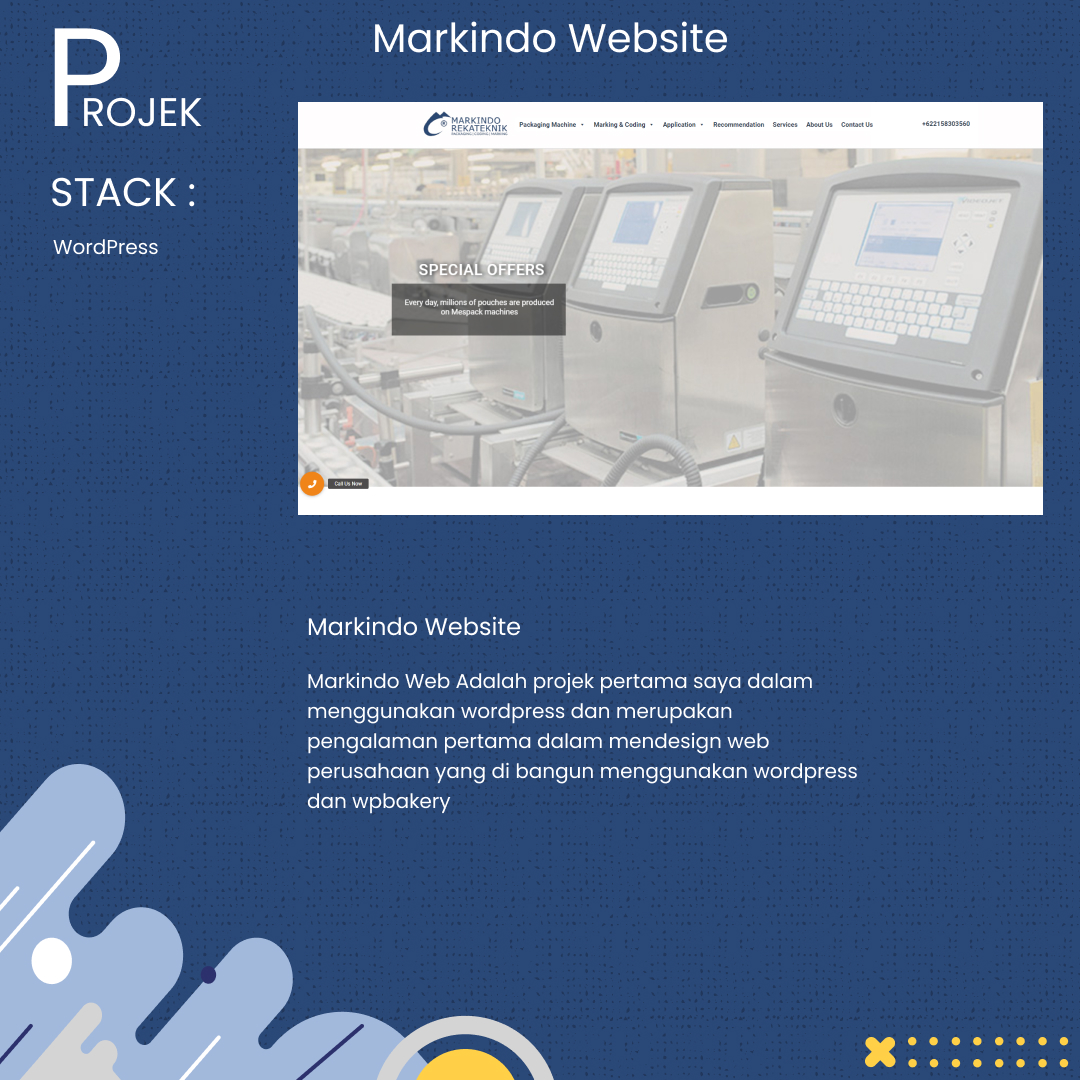 Markindo Website
PROJEK
STACK :
WordPress
MARKINDO
REKATEKNIK
PACKAGING | CODING | MARKING
Packaging Machine
Marking & Coding
Application
Recommendation
Services
About Us
Contact Us
+622158303560
SPECIAL OFFERS
Every day, millions of pouches are produced
on Mespack machines
Call Us Now
Markindo Website
Markindo Web Adalah projek pertama saya dalam
menggunakan wordpress dan merupakan
pengalaman pertama dalam mendesign web
perusahaan yang di bangun menggunakan wordpress
dan wpbakery